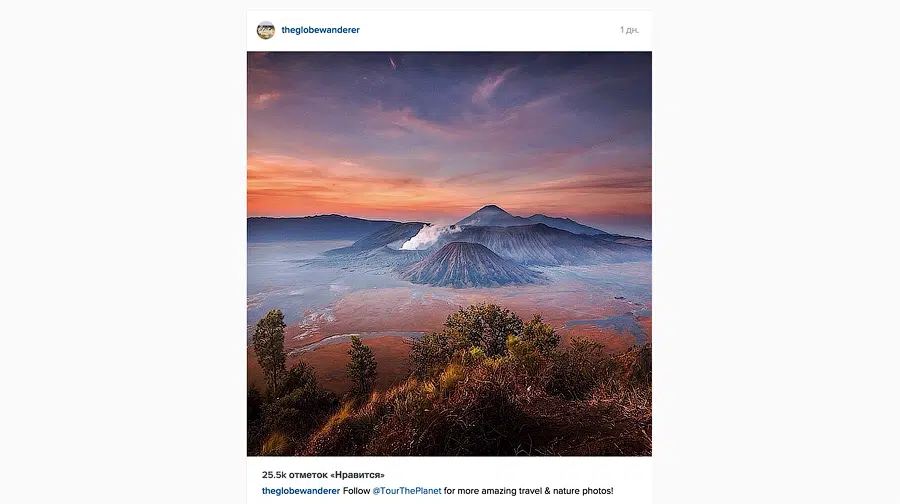 theglobewanderer
1 дн.
25.5k отметок «Нравится»
theglobewanderer Follow @TourThePlanet for more amazing travel & nature photos!